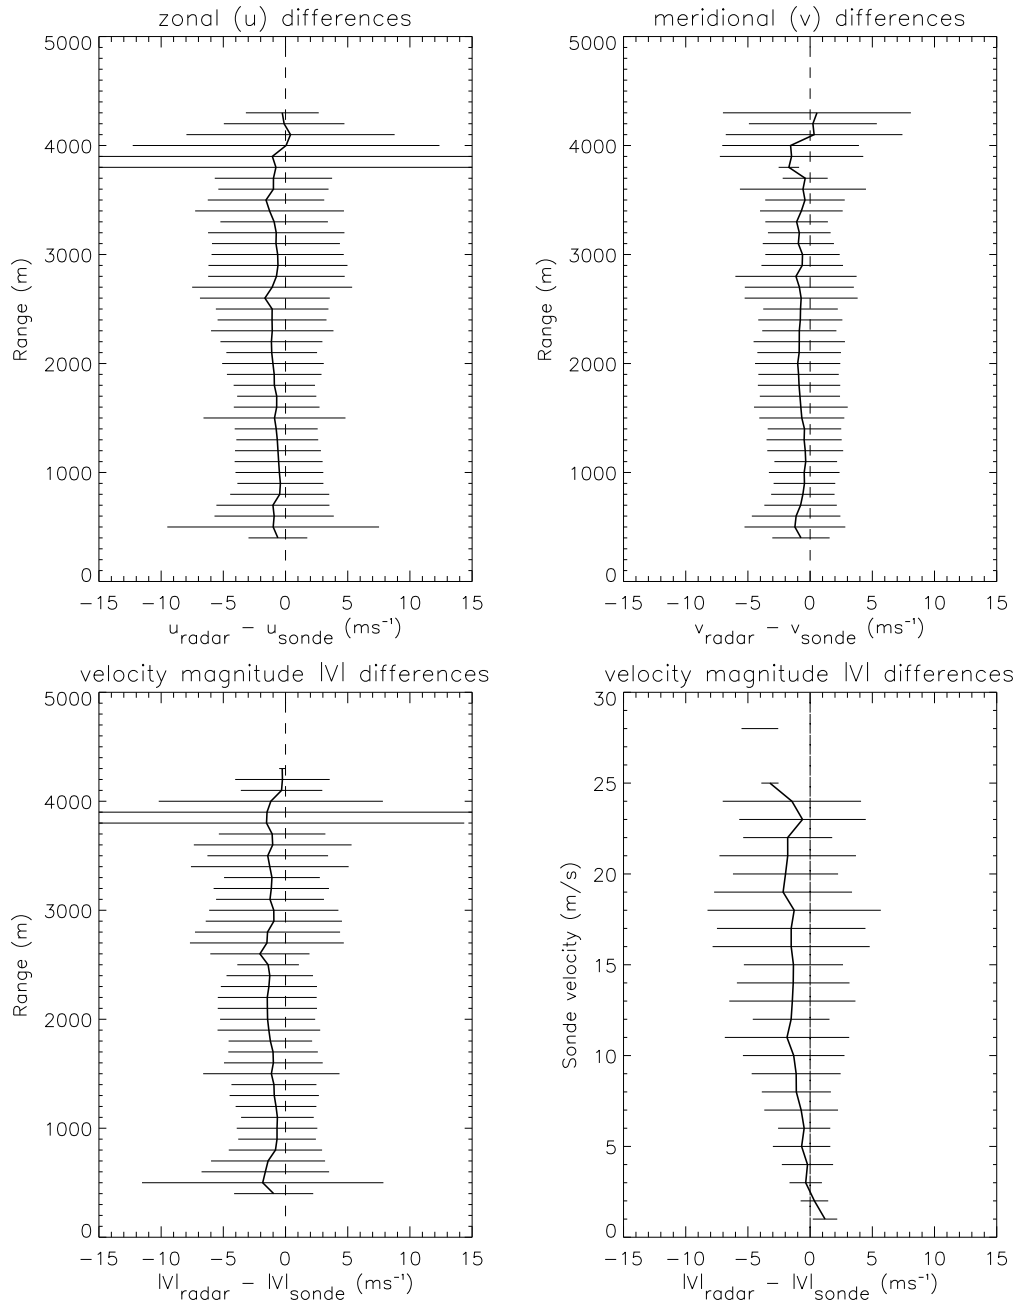 zonal (u) differences
5000
4000
3000
2000
1000
0
Range (m)
−15 −10 −5 0 5 10 15
u_radar − u_sonde (ms⁻¹)
meridional (v) differences
5000
4000
3000
2000
1000
0
Range (m)
−15 −10 −5 0 5 10 15
v_radar − v_sonde (ms⁻¹)
velocity magnitude |V| differences
5000
4000
3000
2000
1000
0
Range (m)
−15 −10 −5 0 5 10 15
|V|_radar − |V|_sonde (ms⁻¹)
velocity magnitude |V| differences
30
25
20
15
10
5
0
Sonde velocity (m/s)
−15 −10 −5 0 5 10 15
|V|_radar − |V|_sonde (ms⁻¹)